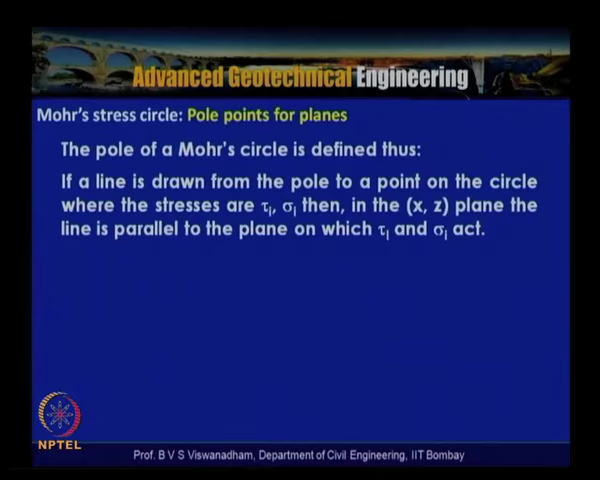 Advanced Geotechnical Engineering
Mohr's stress circle: Pole points for planes
The pole of a Mohr's circle is defined thus:
If a line is drawn from the pole to a point on the circle
where the stresses are τl, σl then, in the (x, z) plane the
line is parallel to the plane on which τl and σl act.
NPTEL
Prof. B V S Viswanadham, Department of Civil Engineering, IIT Bombay